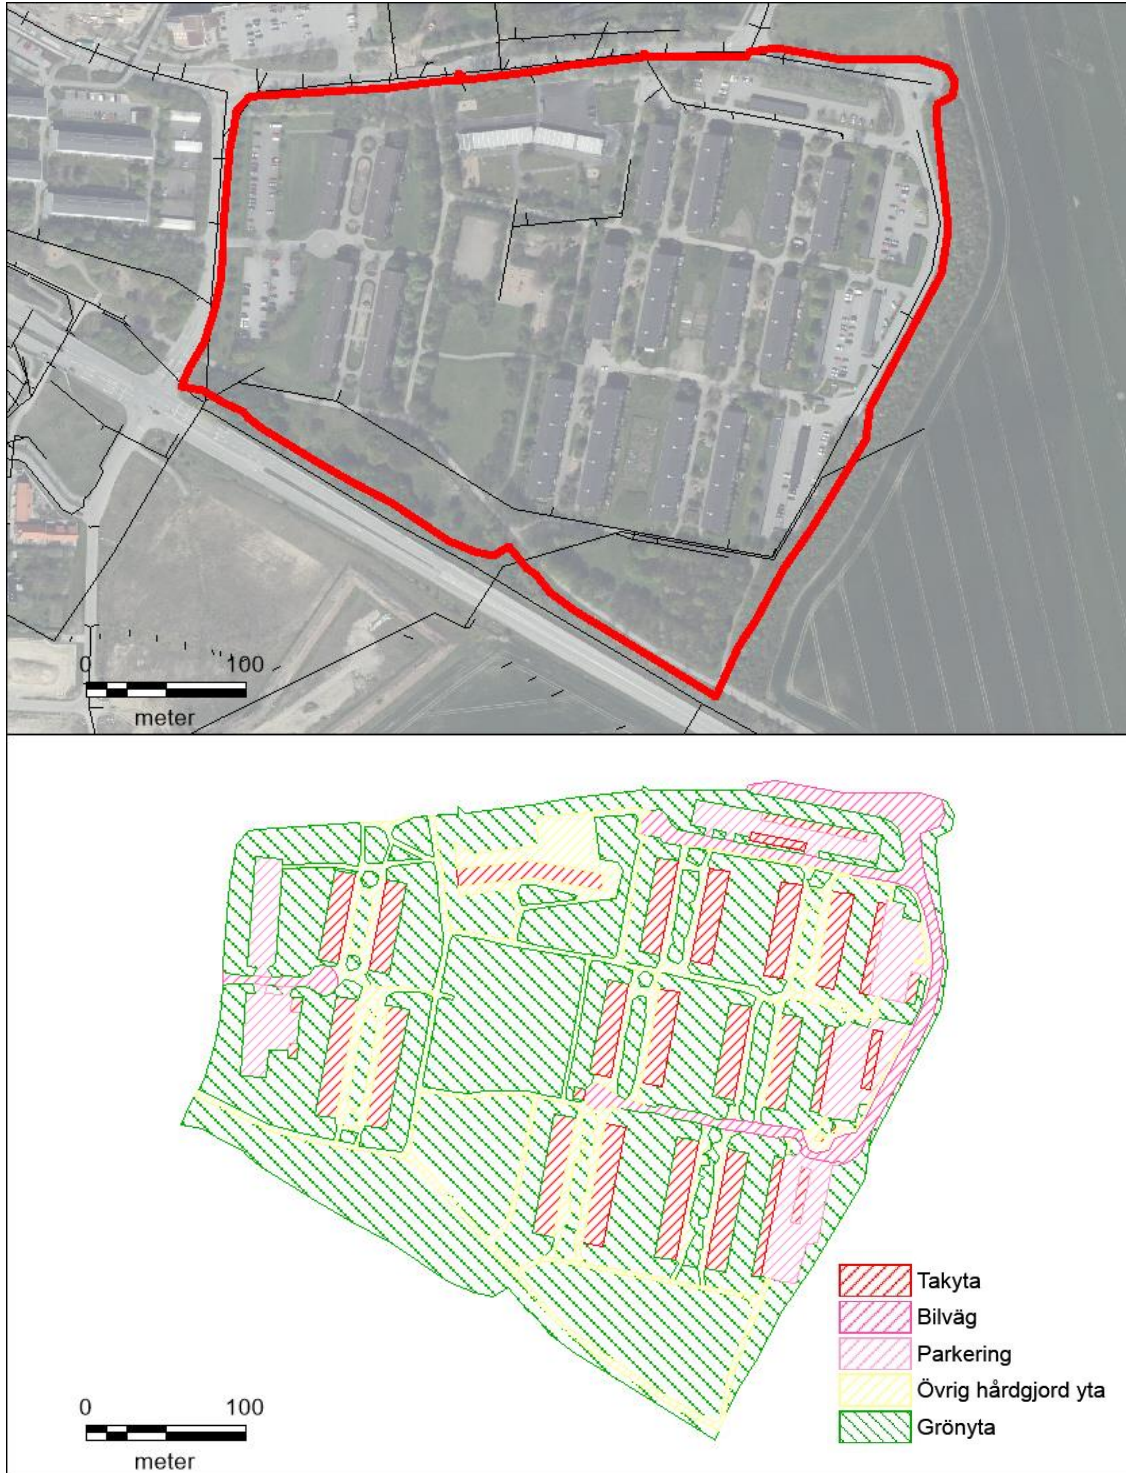 0 100
meter
0 100
meter
Takyta
Bilväg
Parkering
Övrig hårdgjord yta
Grönyta